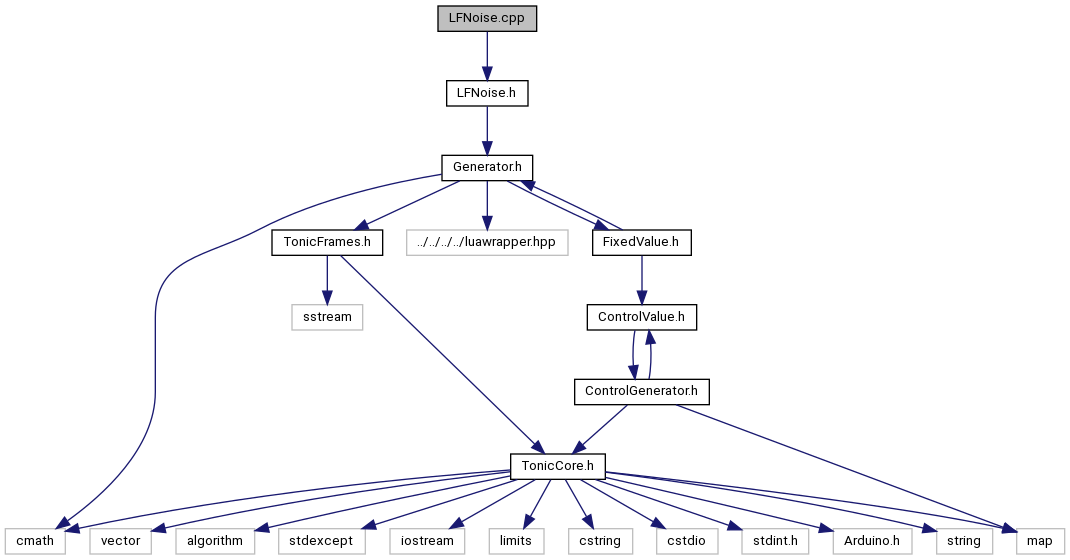 LFNoise.cpp
LFNoise.h
Generator.h
TonicFrames.h
../../../../luawrapper.hpp
FixedValue.h
sstream
ControlValue.h
ControlGenerator.h
TonicCore.h
cmath
vector
algorithm
stdexcept
iostream
limits
cstring
cstdio
stdint.h
Arduino.h
string
map